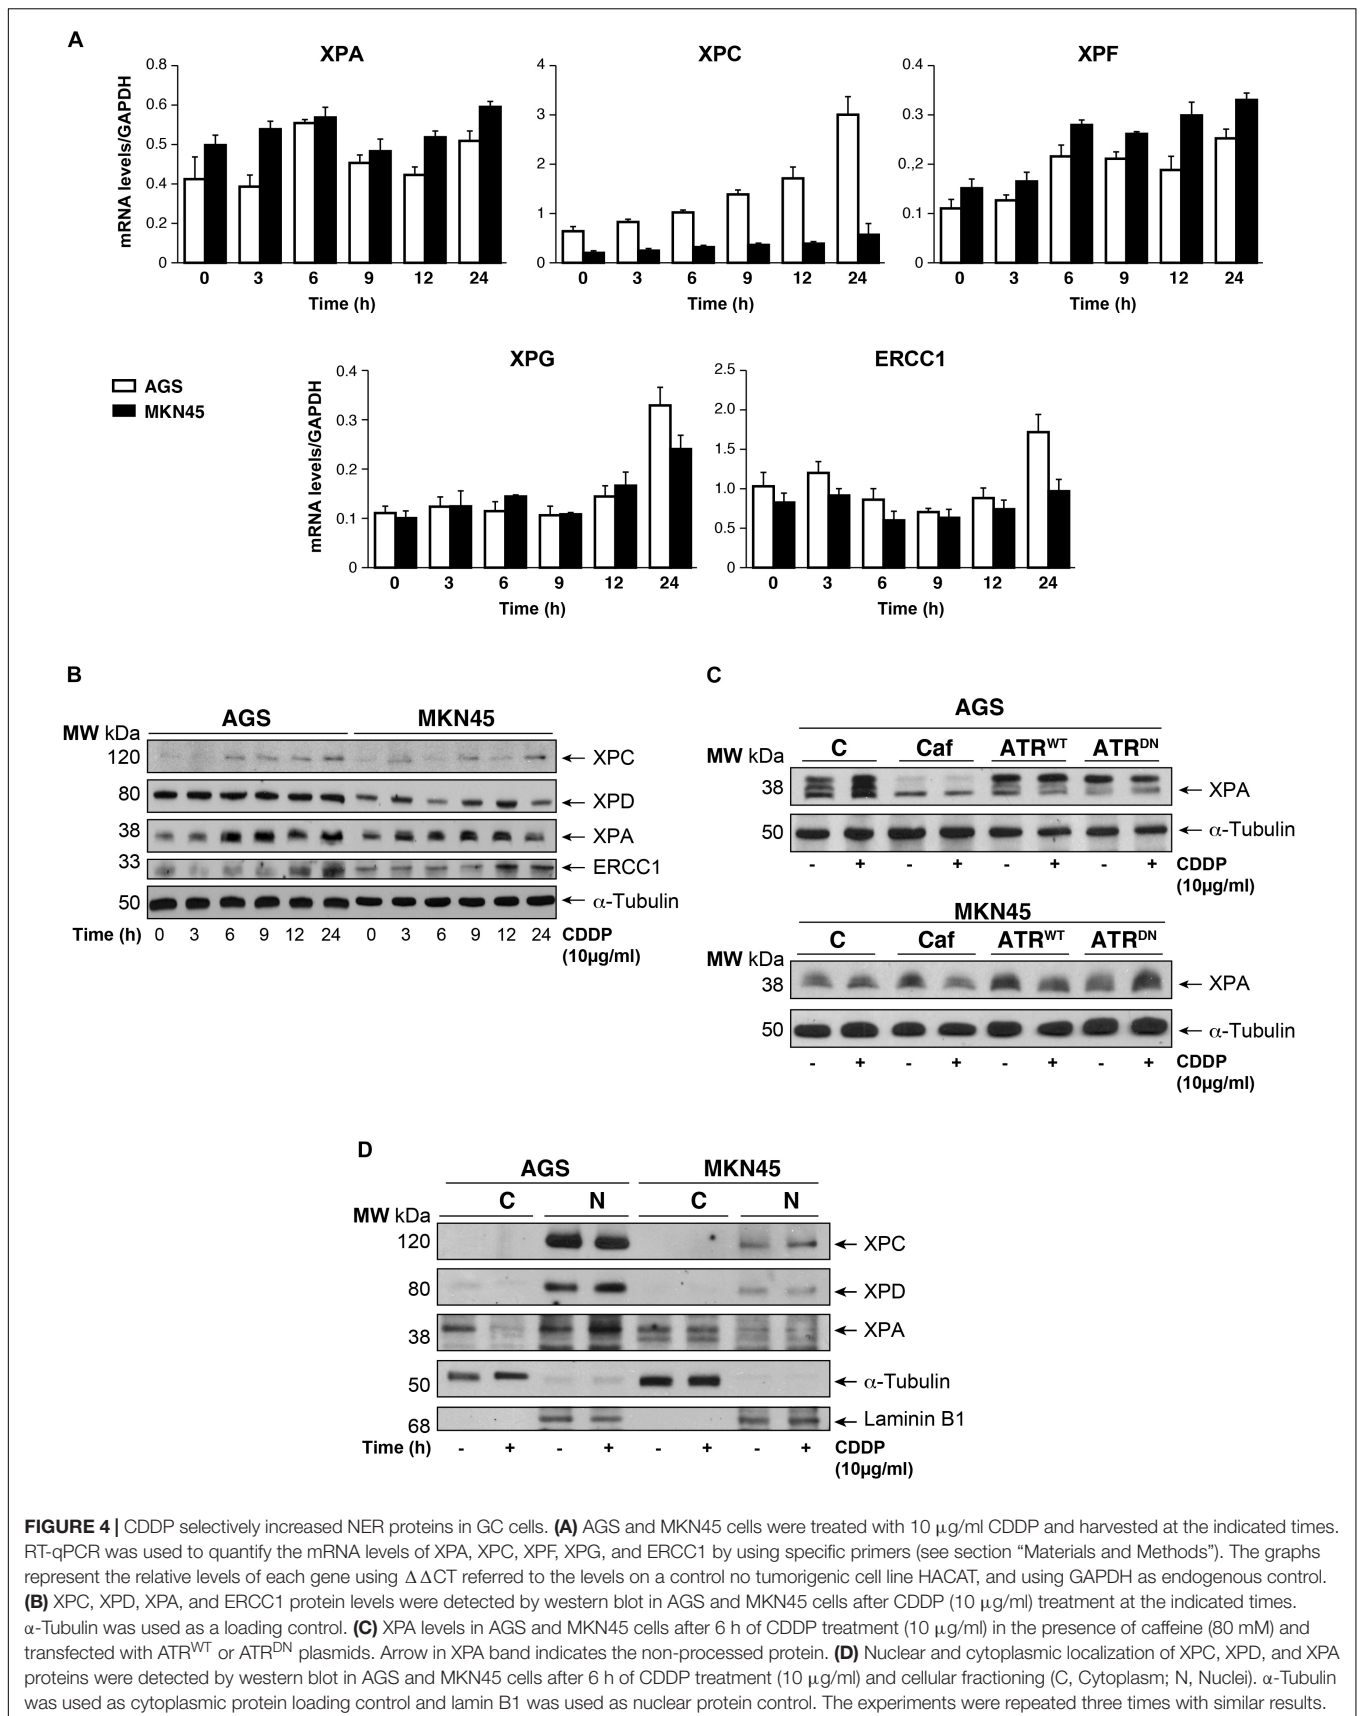 A
XPA
XPC
XPF
mRNA levels/GAPDH
0.8
0.6
0.5
0.4
0.2
0
4
3
2
1
0
0.4
0.3
0.,2
0.1
0
0 3 6 9 12 24
0 3 6 9 12 24
0 3 6 9 12 24
Time (h)
Time (h)
Time (h)
XPG
ERCC1
AGS
MKN45
mRNA levels/GAPDH
0.4
0.3
0.2
0.1
0
2.5
2.0
1.5
1.0
0.5
0
0 3 6 9 12 24
0 3 6 9 12 24
Time (h)
Time (h)
B
AGS MKN45
MW kDa
120 XPC
80 XPD
38 XPA
33 ERCC1
50 α-Tubulin
Time (h) 0 3 6 9 12 24 0 3 6 9 12 24 CDDP
(10μg/ml)
C
AGS
C Caf ATRWT ATRDN
MW kDa
38 XPA
50 α-Tubulin
- + - + - + - + CDDP
(10μg/ml)
MKN45
C Caf ATRWT ATRDN
MW kDa
38 XPA
50 α-Tubulin
- + - + - + - + CDDP
(10μg/ml)
D
AGS MKN45
C N C N
MW kDa
120 XPC
80 XPD
38 XPA
50 α-Tubulin
68 Laminin B1
Time (h) - + - + - + - + CDDP
(10μg/ml)
FIGURE 4 | CDDP selectively increased NER proteins in GC cells. (A) AGS and MKN45 cells were treated with 10 μg/ml CDDP and harvested at the indicated times.
RT-qPCR was used to quantify the mRNA levels of XPA, XPC, XPF, XPG, and ERCC1 by using specific primers (see section “Materials and Methods”). The graphs
represent the relative levels of each gene using ΔΔCT referred to the levels on a control no tumorigenic cell line HACAT, and using GAPDH as endogenous control.
(B) XPC, XPD, XPA, and ERCC1 protein levels were detected by western blot in AGS and MKN45 cells after CDDP (10 μg/ml) treatment at the indicated times.
α-Tubulin was used as a loading control. (C) XPA levels in AGS and MKN45 cells after 6 h of CDDP treatment (10 μg/ml) in the presence of caffeine (80 mM) and
transfected with ATRWT or ATRDN plasmids. Arrow in XPA band indicates the non-processed protein. (D) Nuclear and cytoplasmic localization of XPC, XPD, and XPA
proteins were detected by western blot in AGS and MKN45 cells after 6 h of CDDP treatment (10 μg/ml) and cellular fractioning (C, Cytoplasm; N, Nuclei). α-Tubulin
was used as cytoplasmic protein loading control and lamin B1 was used as nuclear protein control. The experiments were repeated three times with similar results.